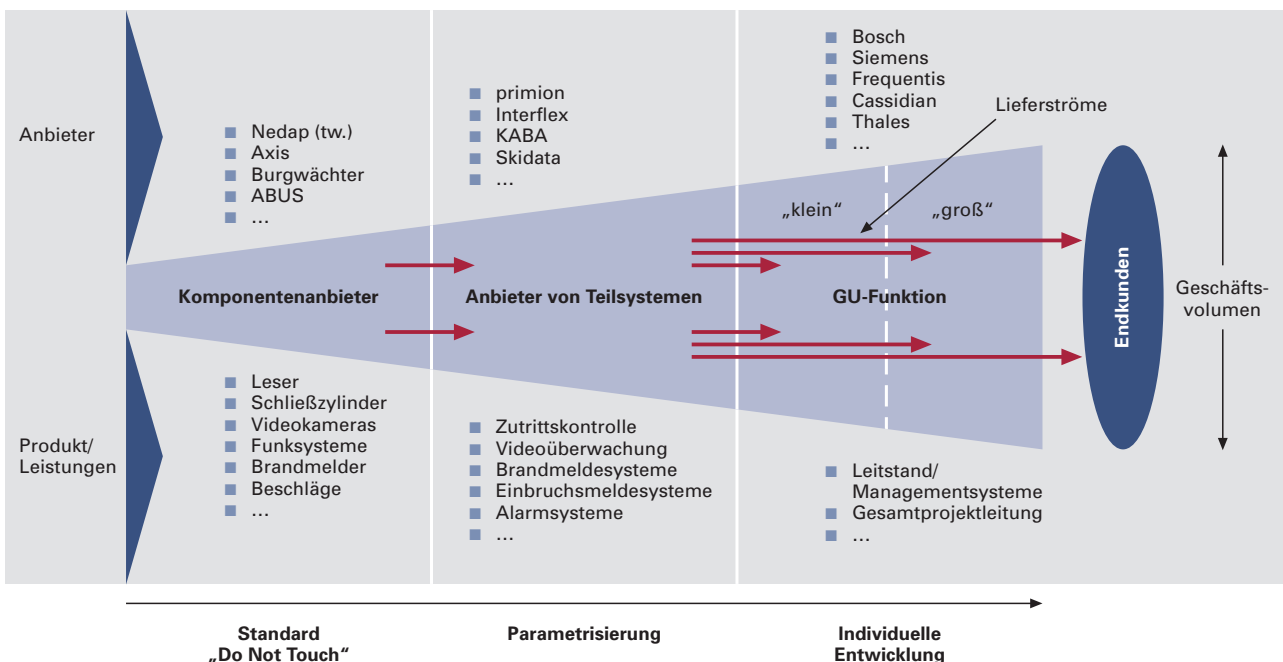 Anbieter
Nedap (tw.)
Axis
Burgwächter
ABUS
...
primion
Interflex
KABA
Skidata
...
Bosch
Siemens
Frequentis
Cassidian
Thales
...
Lieferströme
„klein“
„groß“
Komponentenanbieter
Anbieter von Teilsystemen
GU-Funktion
Endkunden
Geschäfts-
volumen
Produkt/
Leistungen
Leser
Schließzylinder
Videokameras
Funksysteme
Brandmelder
Beschläge
...
Zutrittskontrolle
Videoüberwachung
Brandmeldesysteme
Einbruchsmeldesysteme
Alarmsysteme
...
Leitstand/
Managementsysteme
Gesamtprojektleitung
...
Standard
„Do Not Touch“
Parametrisierung
Individuelle
Entwicklung